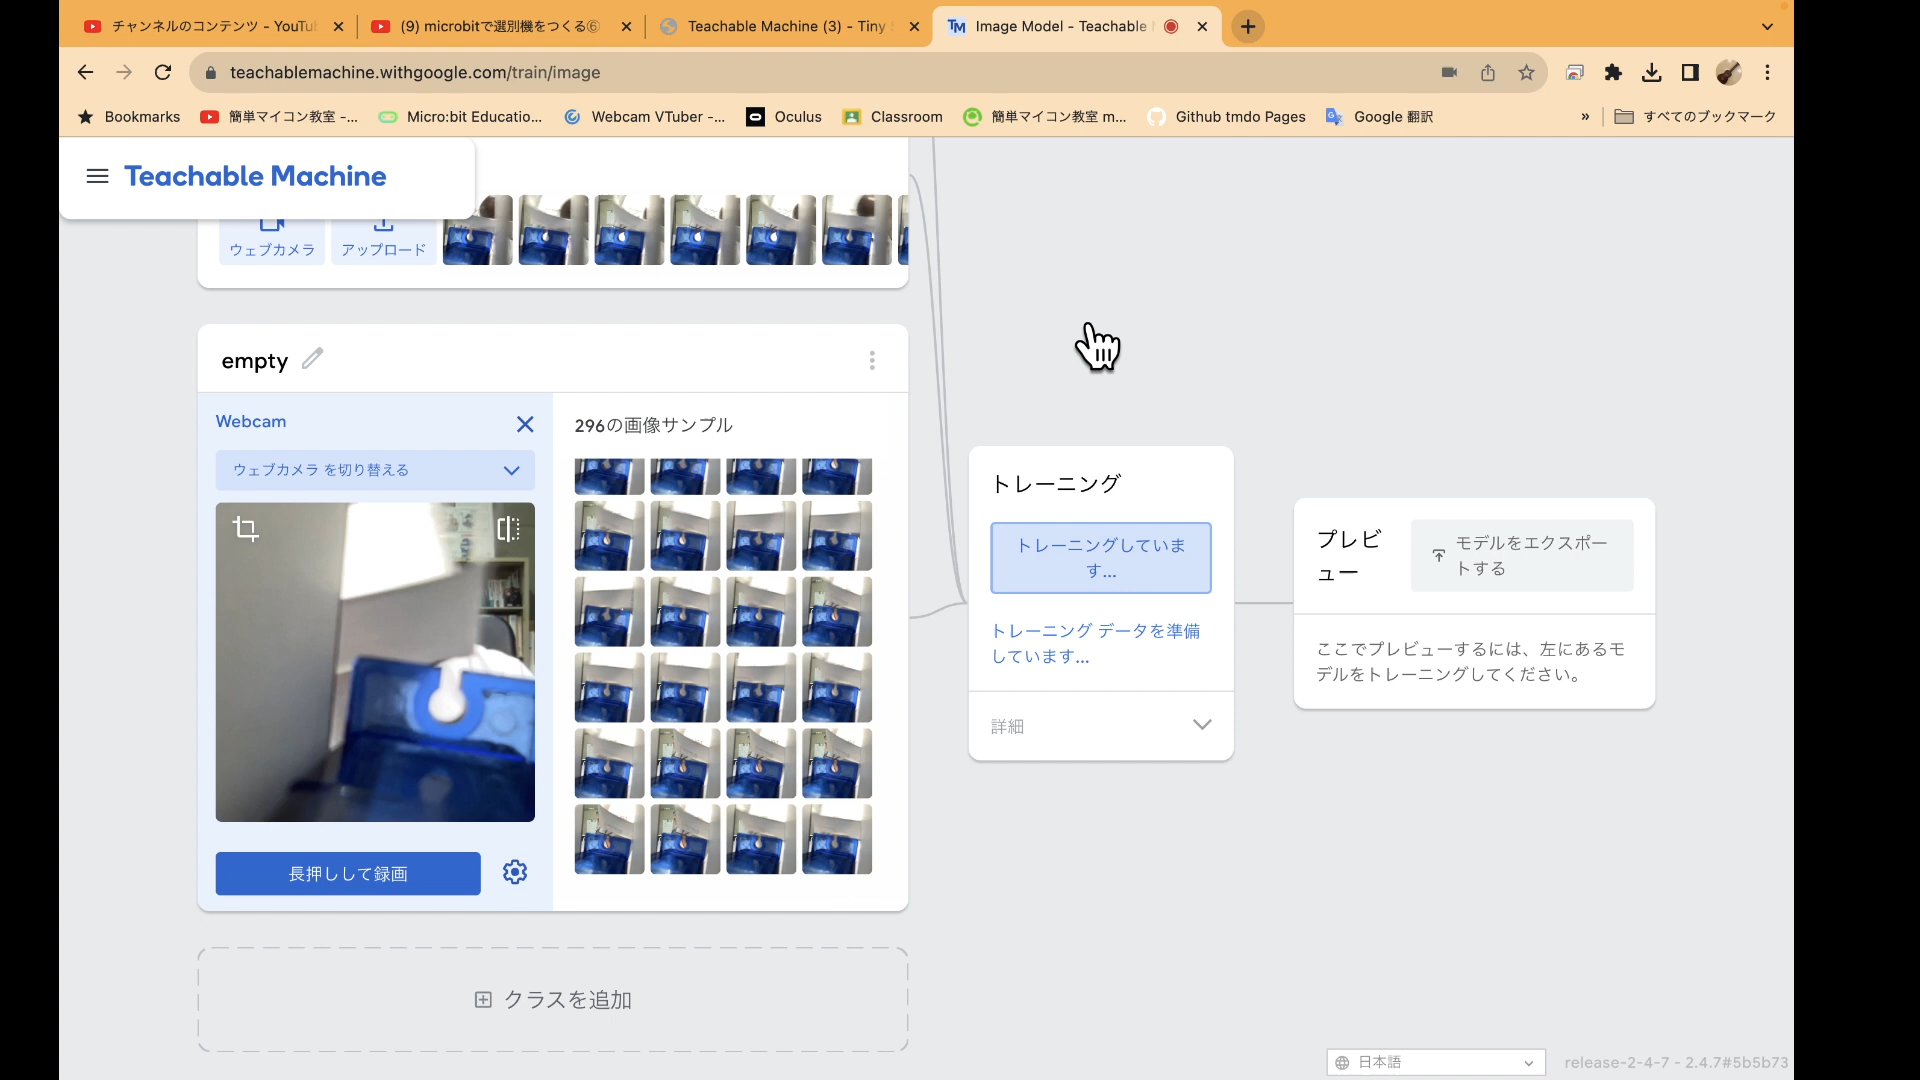 チャンネルのコンテンツ - YouTu
(9) microbitで選別機をつくる⑥
Teachable Machine (3) - Tiny
Image Model - Teachable
teachablemachine.withgoogle.com/train/image
Bookmarks
簡単マイコン教室 -...
Micro:bit Educatio...
Webcam VTuber -...
Oculus
Classroom
簡単マイコン教室 m...
Github tmdo Pages
Google 翻訳
»
すべてのブックマーク
Teachable Machine
ウェブカメラ
アップロード
empty
Webcam
296の画像サンプル
ウェブカメラ を切り替える
長押しして録画
クラスを追加
トレーニング
トレーニングしていま
す...
トレーニング データを準備
しています...
詳細
プレビ
ュー
モデルをエクスポー
トする
ここでプレビューするには、左にあるモ
デルをトレーニングしてください。
日本語
release-2-4-7 - 2.4.7#5b5b73